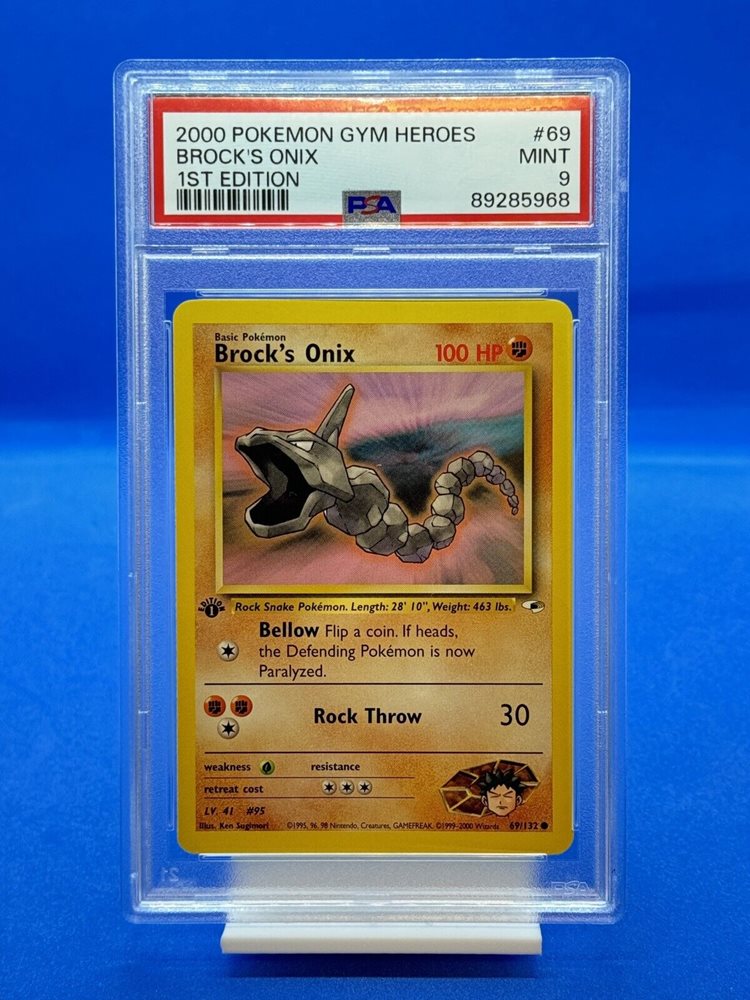 2000 POKEMON GYM HEROES #69
BROCK'S ONIX MINT
1ST EDITION 9
PSA 89285968
Basic Pokémon
Brock's Onix 100 HP
EDITION 1
Rock Snake Pokémon. Length: 28' 10", Weight: 463 lbs.
Bellow Flip a coin. If heads,
the Defending Pokémon is now
Paralyzed.
Rock Throw 30
weakness resistance
retreat cost
LV. 41 #95
Illus. Ken Sugimori ©1995, 96, 98 Nintendo, Creatures, GAMEFREAK. ©1999-2000 Wizards. 69/132
PSA